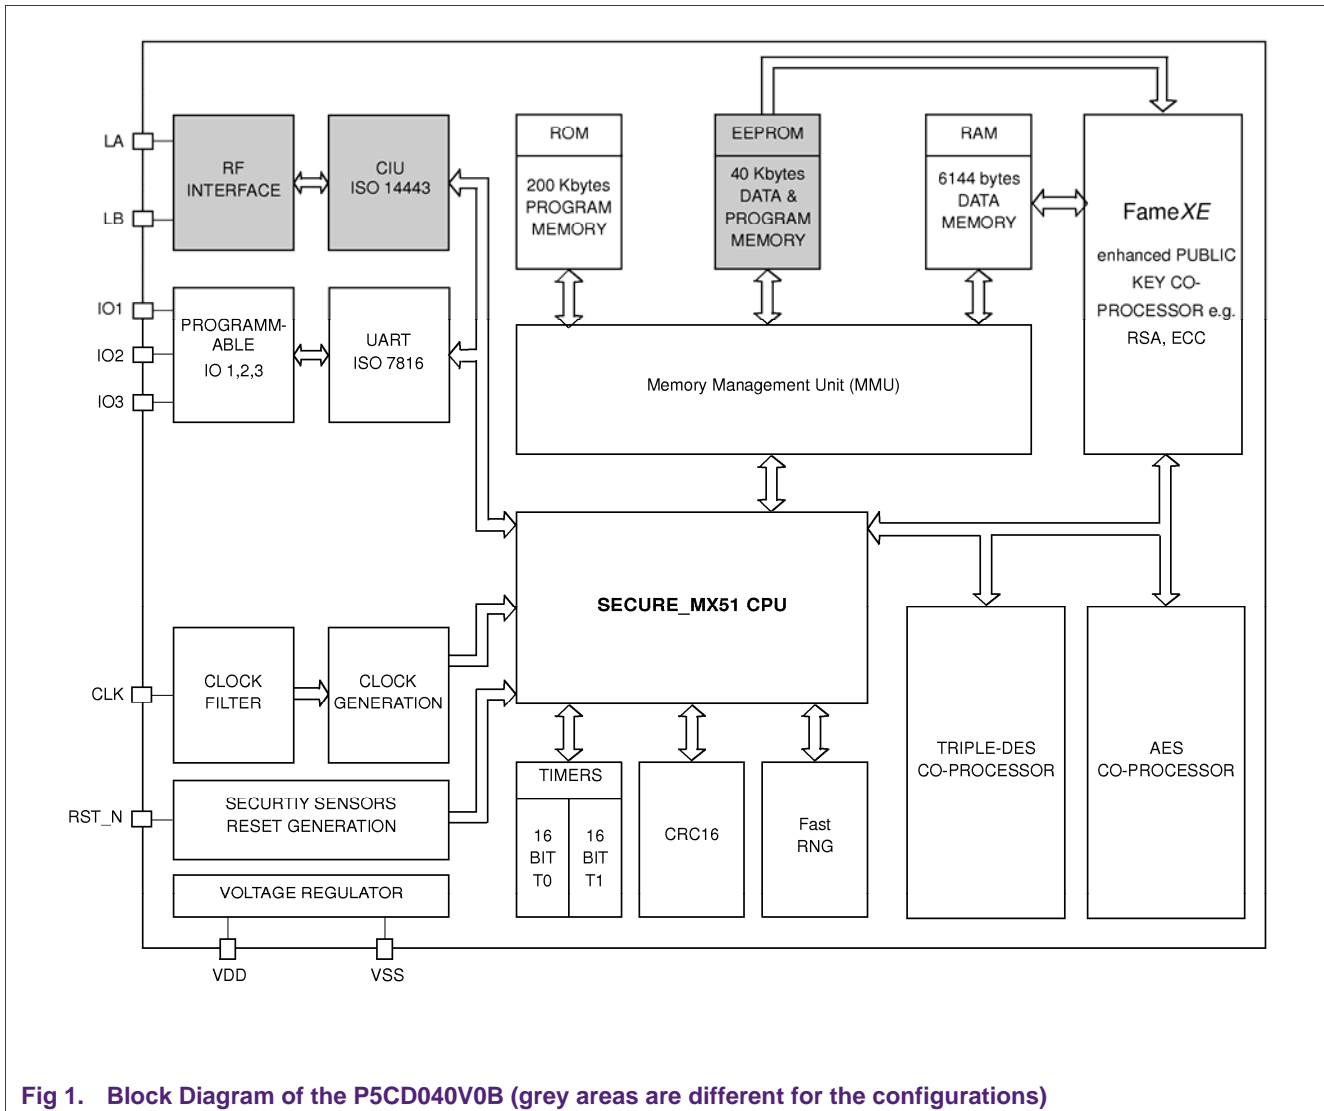 LA
LB
IO1
IO2
IO3
CLK
RST_N
VDD
VSS
RF
INTERFACE
CIU
ISO 14443
PROGRAMM-
ABLE
IO 1,2,3
UART
ISO 7816
ROM
200 Kbytes
PROGRAM
MEMORY
EEPROM
40 Kbytes
DATA &
PROGRAM
MEMORY
RAM
6144 bytes
DATA
MEMORY
FameXE
enhanced PUBLIC
KEY CO-
PROCESSOR e.g.
RSA, ECC
Memory Management Unit (MMU)
SECURE_MX51 CPU
CLOCK
FILTER
CLOCK
GENERATION
SECURTIY SENSORS
RESET GENERATION
VOLTAGE REGULATOR
TIMERS
16
BIT
T0
16
BIT
T1
CRC16
Fast
RNG
TRIPLE-DES
CO-PROCESSOR
AES
CO-PROCESSOR
Fig 1. Block Diagram of the P5CD040V0B (grey areas are different for the configurations)